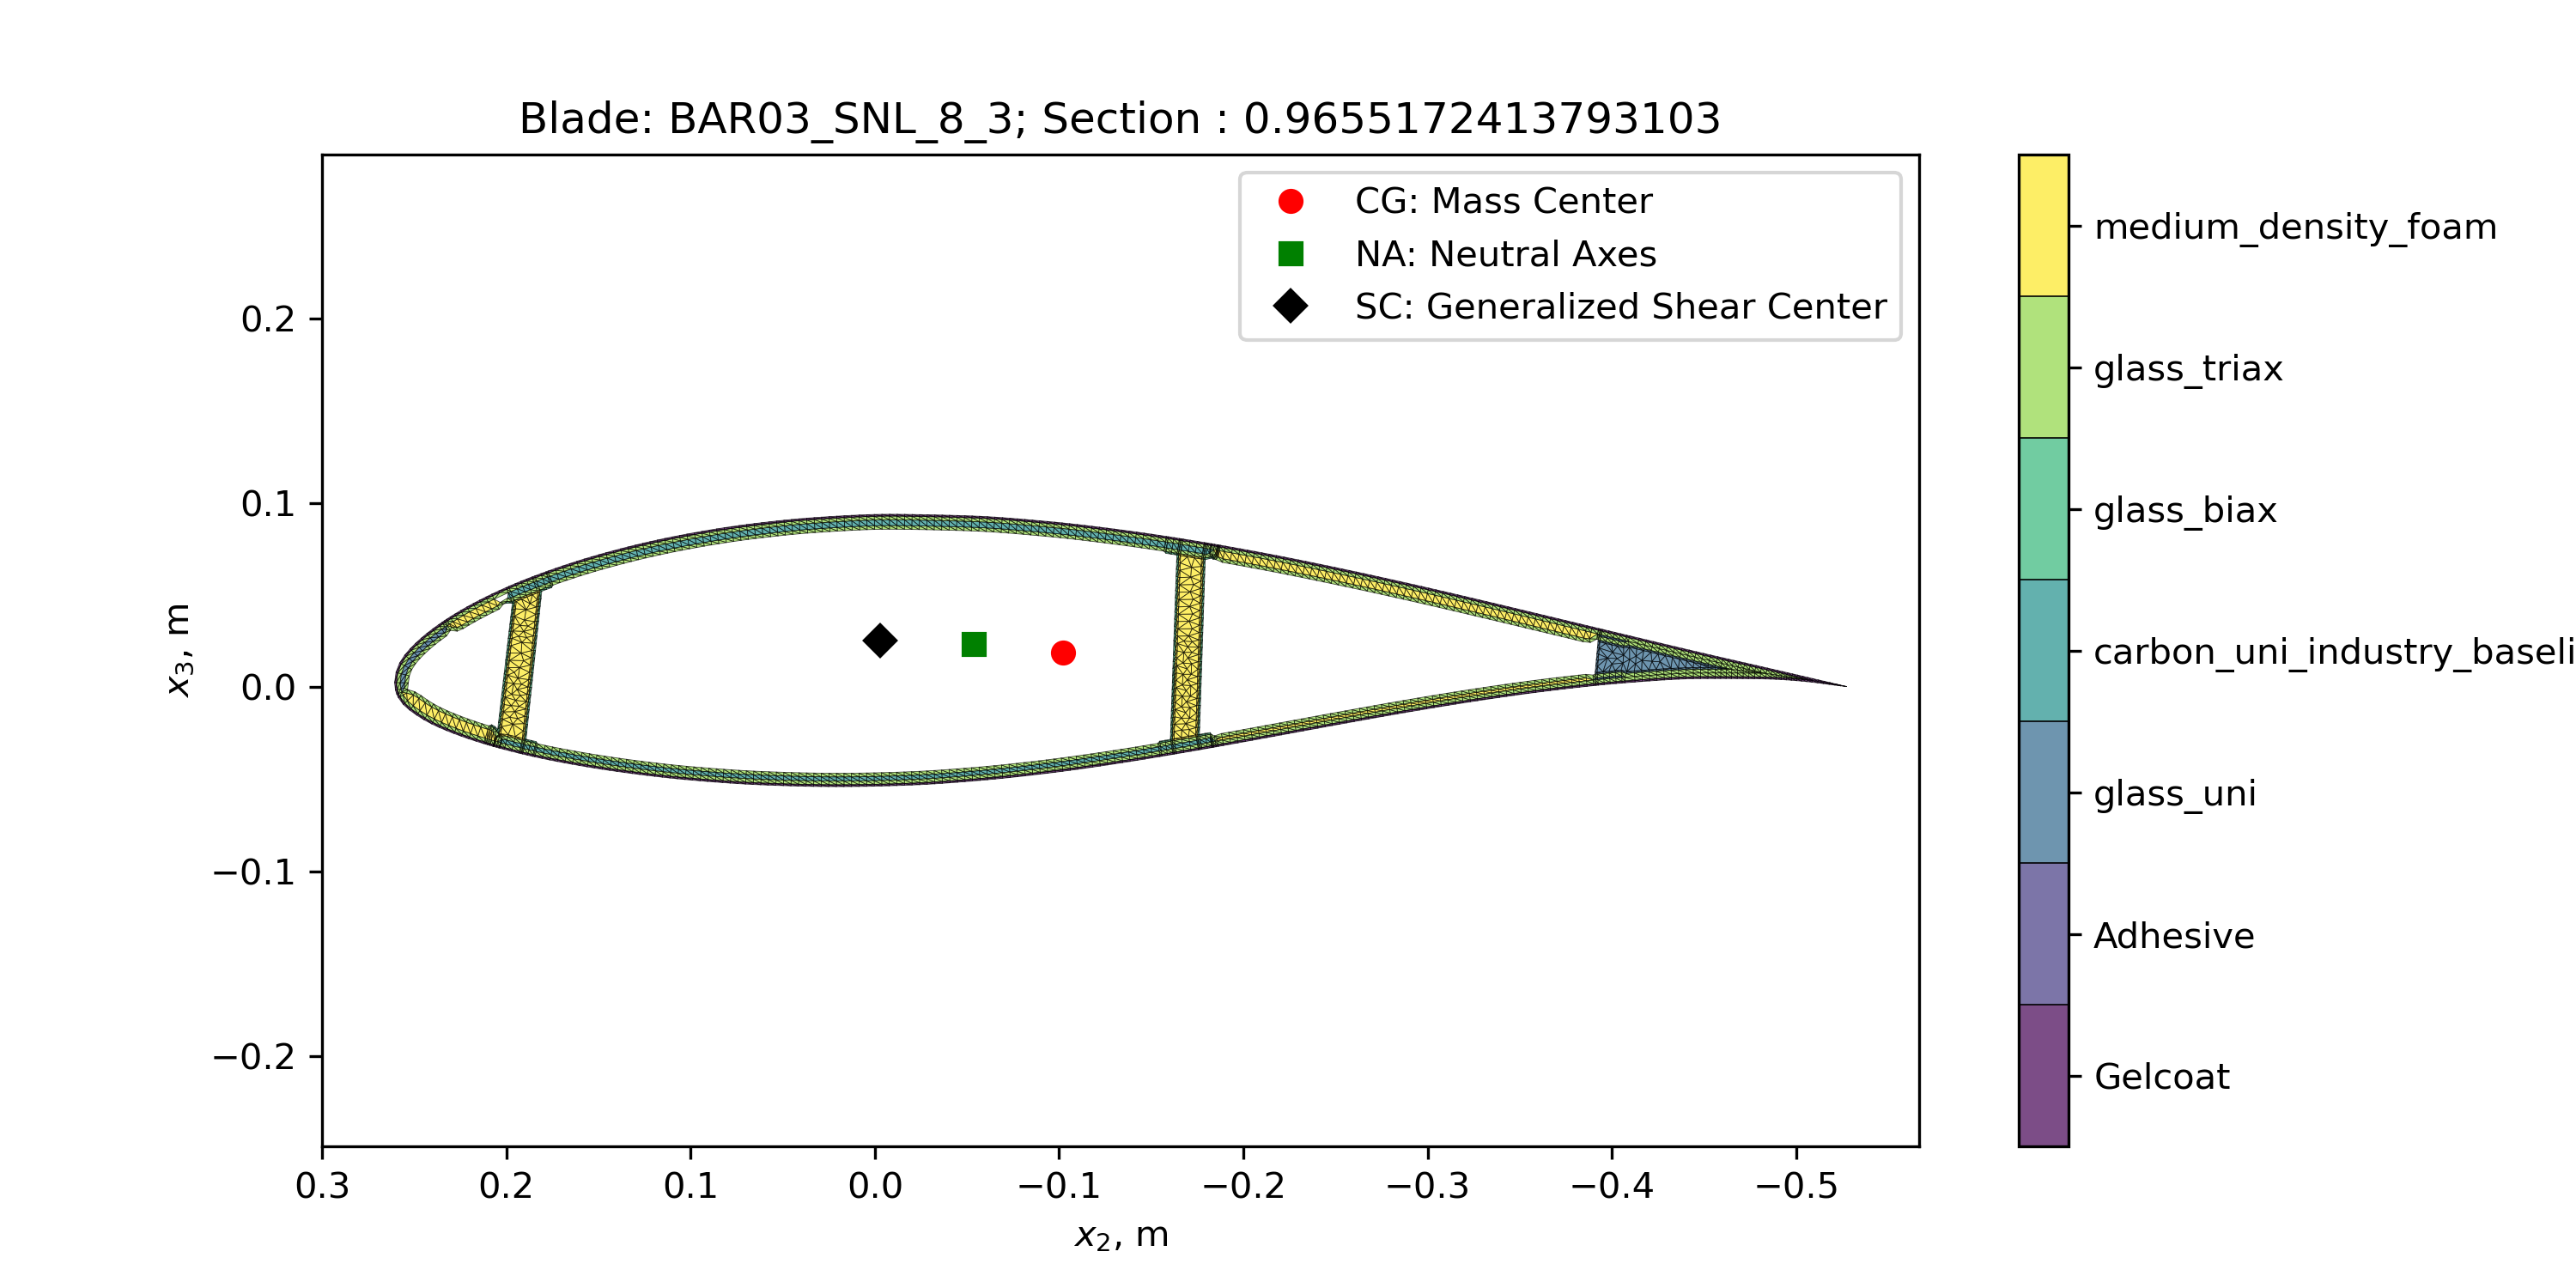 Blade: BAR03_SNL_8_3; Section : 0.9655172413793103
CG: Mass Center
NA: Neutral Axes
SC: Generalized Shear Center
0.2
0.1
0.0
−0.1
−0.2
x₃, m
0.3 0.2 0.1 0.0 −0.1 −0.2 −0.3 −0.4 −0.5
x₂, m
medium_density_foam
glass_triax
glass_biax
carbon_uni_industry_baseli
glass_uni
Adhesive
Gelcoat